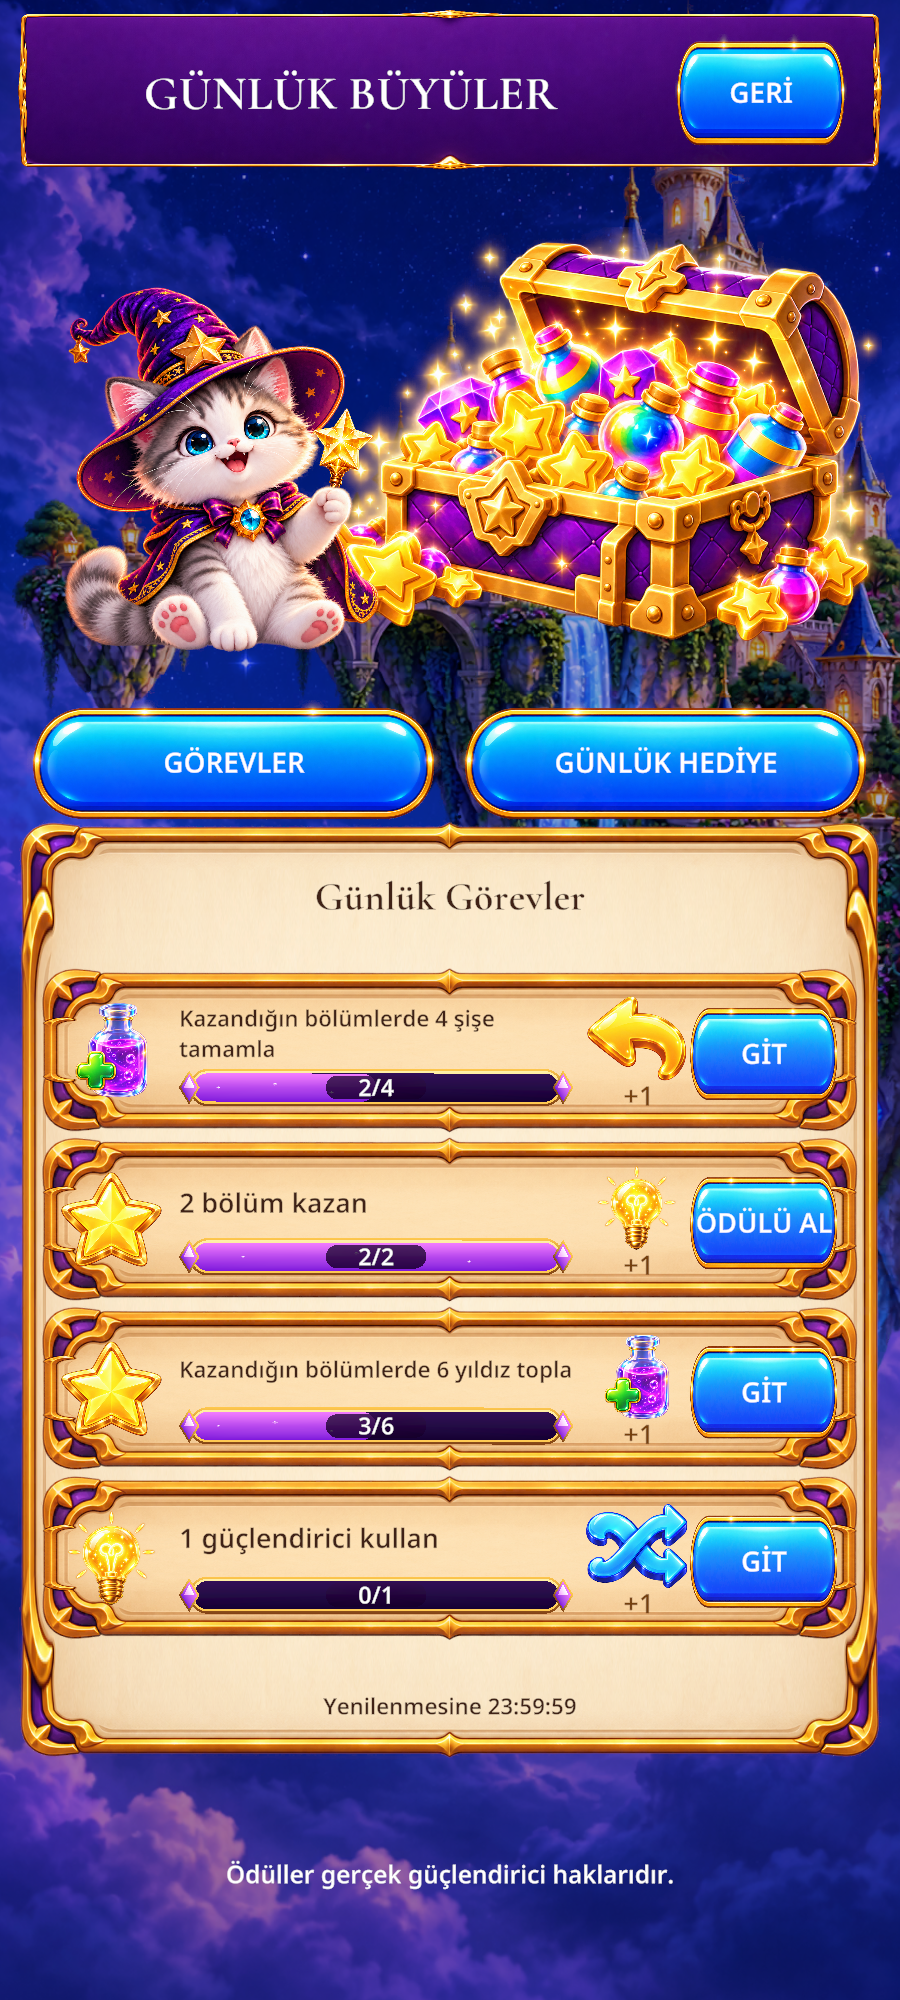 GÜNLÜK BÜYÜLER
GERİ
GÖREVLER
GÜNLÜK HEDİYE
Günlük Görevler
Kazandığın bölümlerde 4 şişe
tamamla
2/4
+1
GİT
2 bölüm kazan
2/2
+1
ÖDÜLÜ AL
Kazandığın bölümlerde 6 yıldız topla
3/6
+1
GİT
1 güçlendirici kullan
0/1
+1
GİT
Yenilenmesine 23:59:59
Ödüller gerçek güçlendirici haklarıdır.